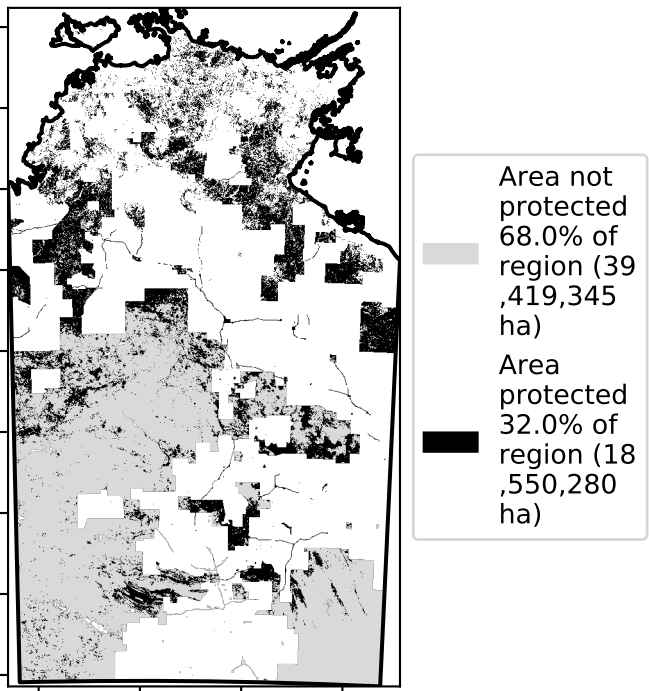 Area not
protected
68.0% of
region (39
,419,345
ha)
Area
protected
32.0% of
region (18
,550,280
ha)